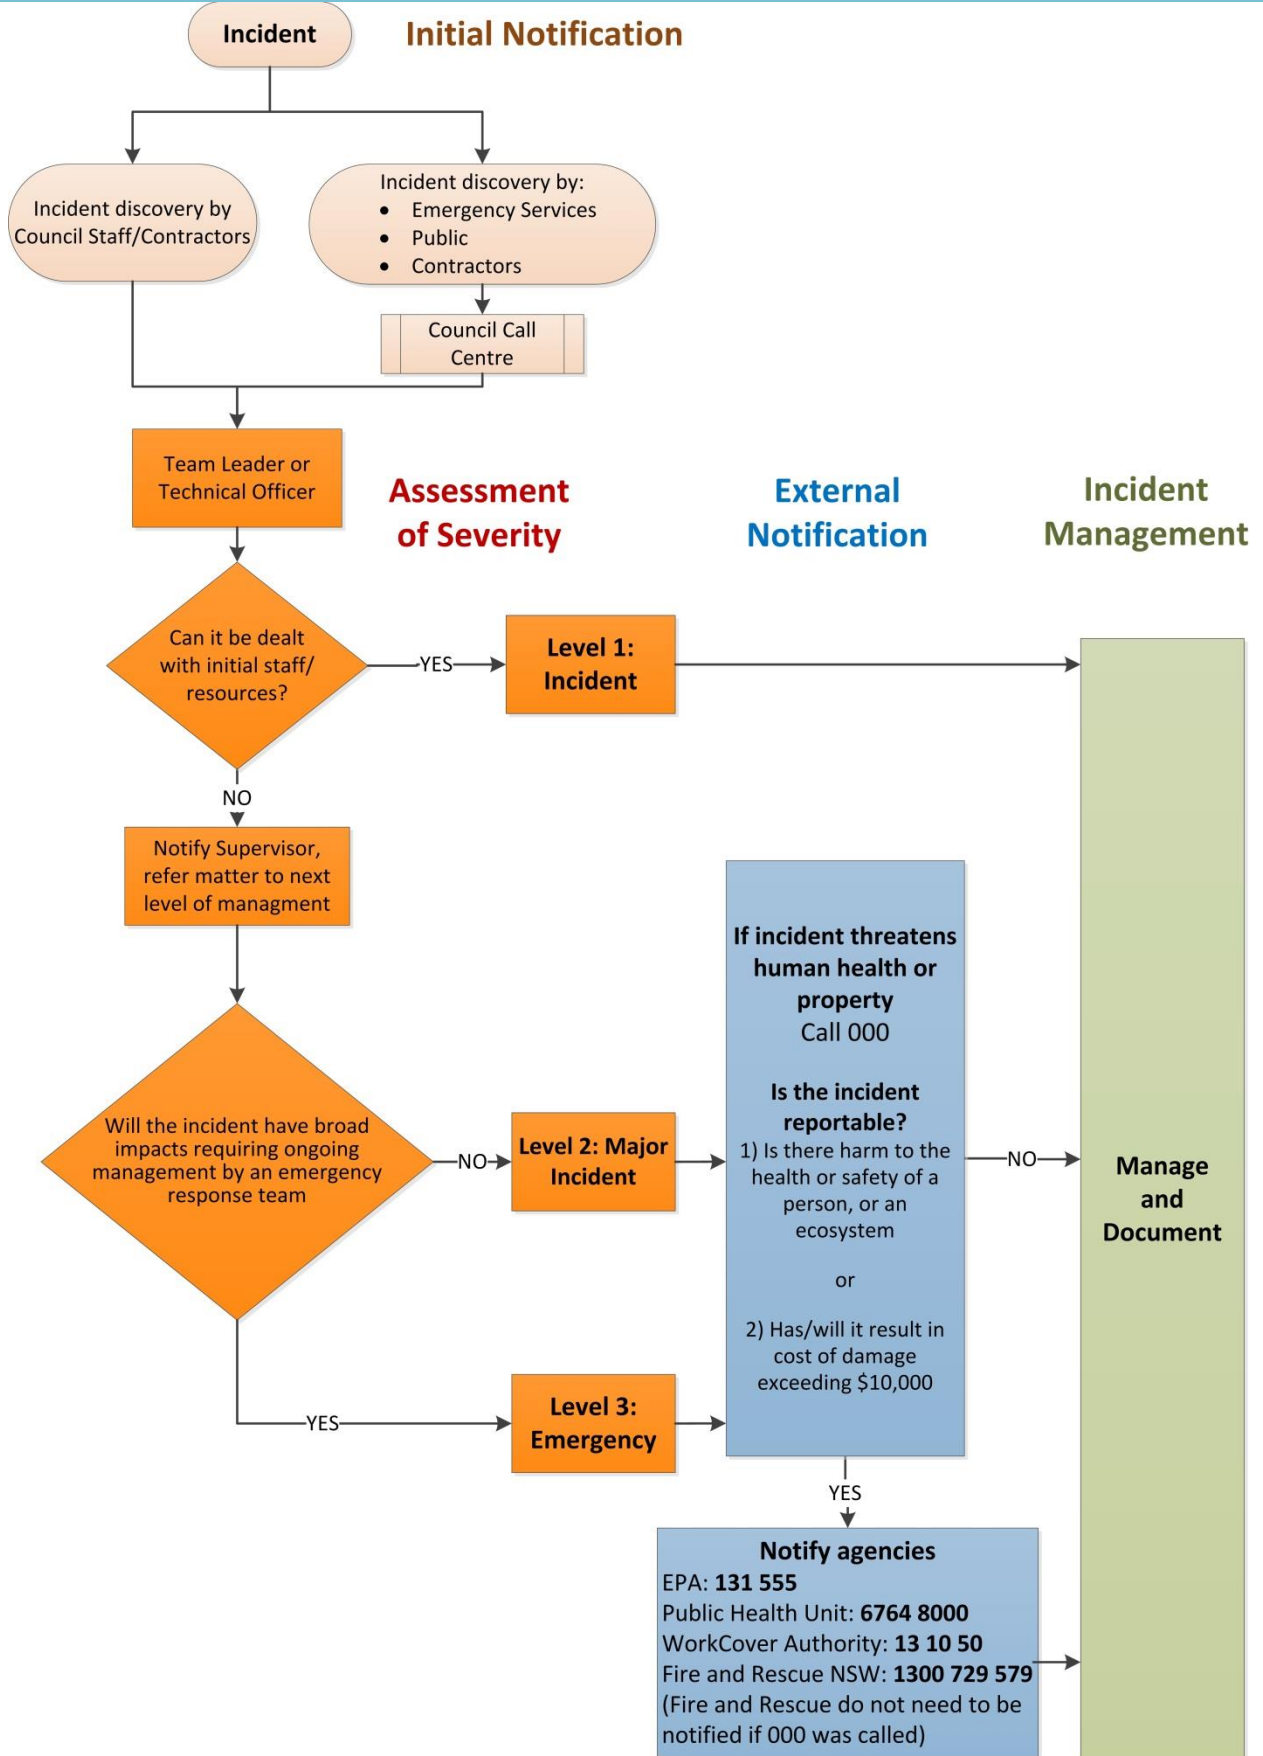 Incident
Initial Notification
Incident discovery by
Council Staff/Contractors
Incident discovery by:
• Emergency Services
• Public
• Contractors
Council Call
Centre
Team Leader or
Technical Officer
Assessment
of Severity
External
Notification
Incident
Management
Can it be dealt
with initial staff/
resources?
YES
Level 1:
Incident
NO
Notify Supervisor,
refer matter to next
level of managment
Will the incident have broad
impacts requiring ongoing
management by an emergency
response team
NO
Level 2: Major
Incident
YES
Level 3:
Emergency
If incident threatens
human health or
property
Call 000
Is the incident
reportable?
1) Is there harm to the
health or safety of a
person, or an
ecosystem
or
2) Has/will it result in
cost of damage
exceeding $10,000
NO
Manage
and
Document
YES
Notify agencies
EPA: 131 555
Public Health Unit: 6764 8000
WorkCover Authority: 13 10 50
Fire and Rescue NSW: 1300 729 579
(Fire and Rescue do not need to be
notified if 000 was called)